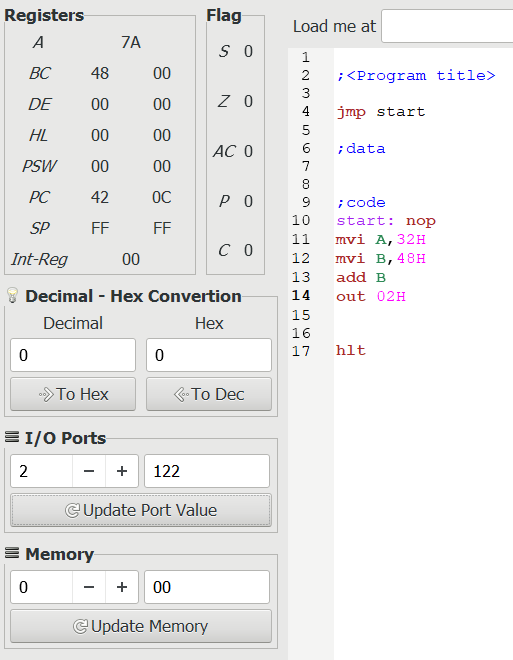 Registers
A 7A
BC 48 00
DE 00 00
HL 00 00
PSW 00 00
PC 42 0C
SP FF FF
Int-Reg 00
Flag
S 0
Z 0
AC 0
P 0
C 0
Decimal - Hex Convertion
Decimal Hex
0 0
To Hex To Dec
I/O Ports
2 − + 122
Update Port Value
Memory
0 − + 00
Update Memory
Load me at
1
2 ;<Program title>
3
4 jmp start
5
6 ;data
7
8
9 ;code
10 start: nop
11 mvi A,32H
12 mvi B,48H
13 add B
14 out 02H
15
16
17 hlt